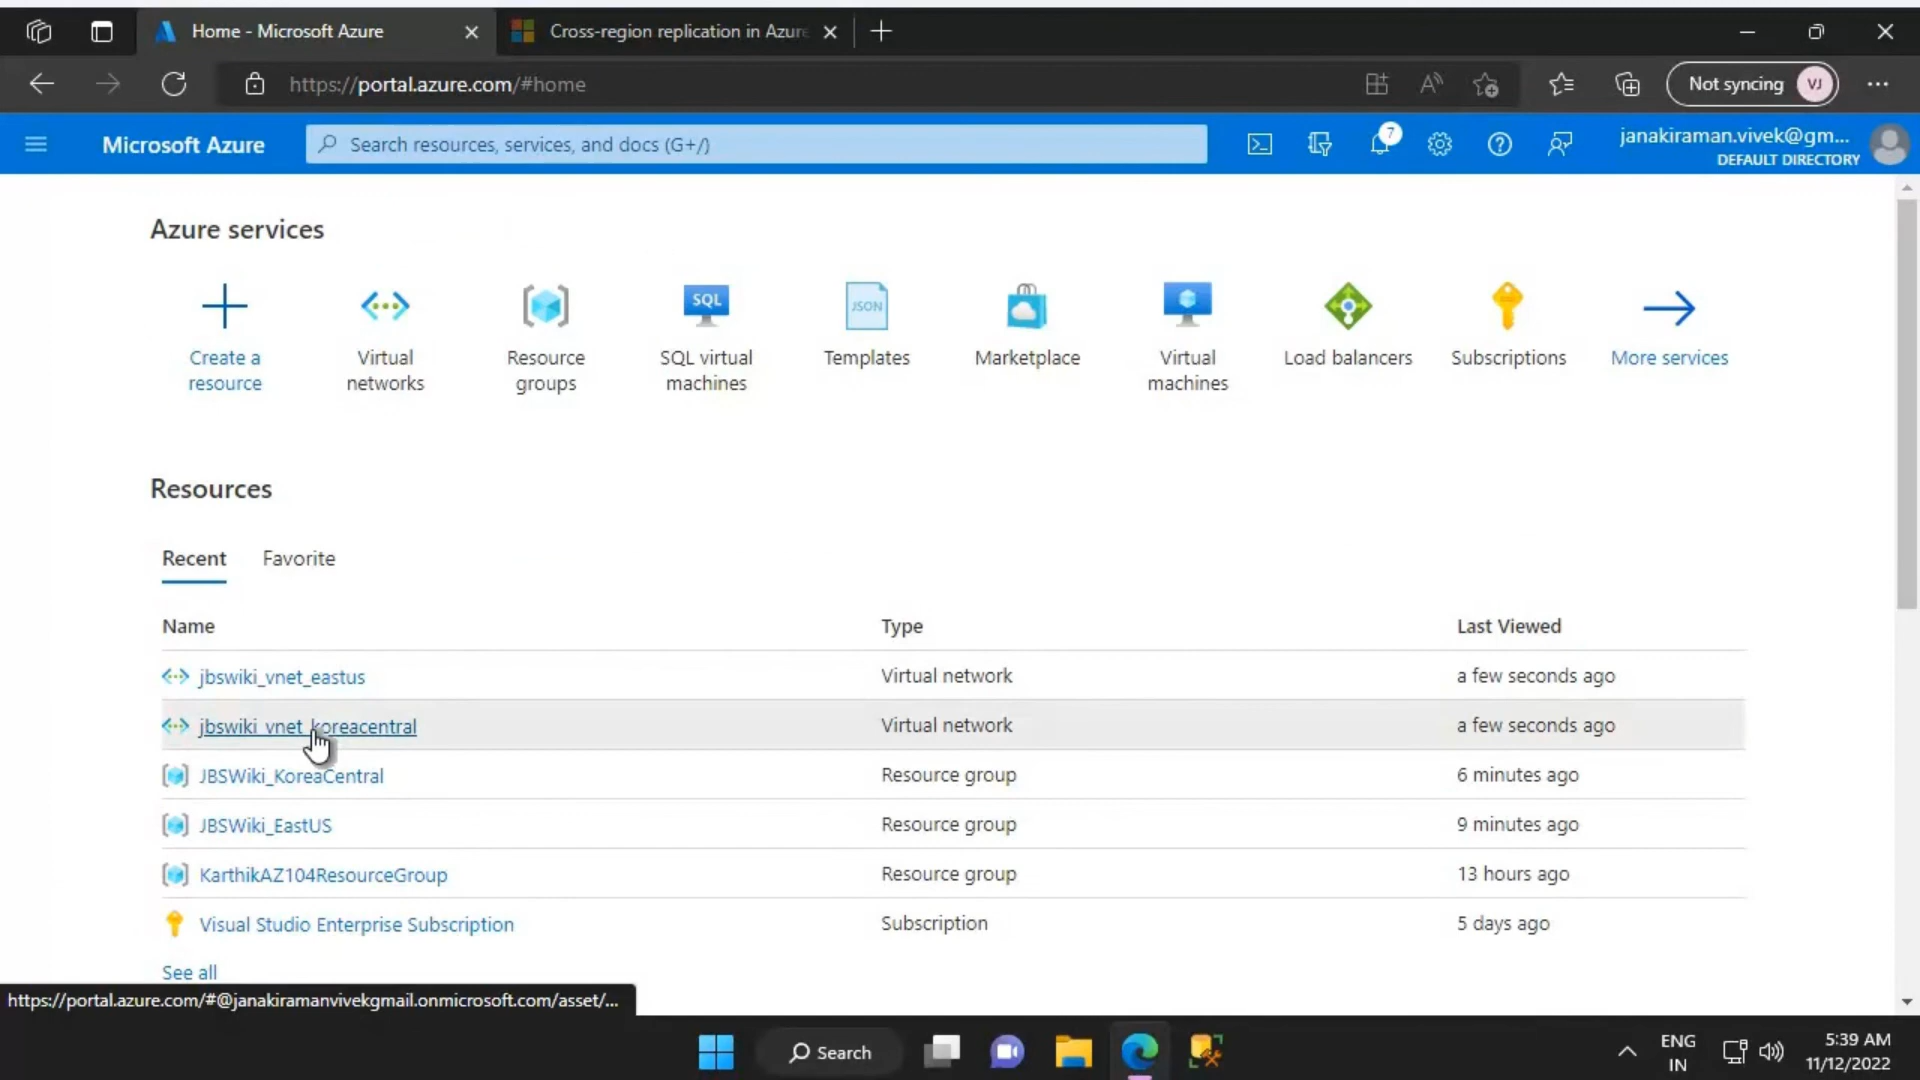 Home - Microsoft Azure
Cross-region replication in Azure
https://portal.azure.com/#home
Not syncing
VJ
Microsoft Azure
Search resources, services, and docs (G+/)
7
janakiraman.vivek@gm...
DEFAULT DIRECTORY
Azure services
SQL
JSON
Create a
resource
Virtual
networks
Resource
groups
SQL virtual
machines
Templates
Marketplace
Virtual
machines
Load balancers
Subscriptions
More services
Resources
Recent
Favorite
Name
Type
Last Viewed
jbswiki_vnet_eastus
Virtual network
a few seconds ago
jbswiki_vnet_koreacentral
Virtual network
a few seconds ago
JBSWiki_KoreaCentral
Resource group
6 minutes ago
JBSWiki_EastUS
Resource group
9 minutes ago
KarthikAZ104ResourceGroup
Resource group
13 hours ago
Visual Studio Enterprise Subscription
Subscription
5 days ago
See all
https://portal.azure.com/#@janakiramanvivekgmail.onmicrosoft.com/asset/...
Search
ENG
IN
5:39 AM
11/12/2022